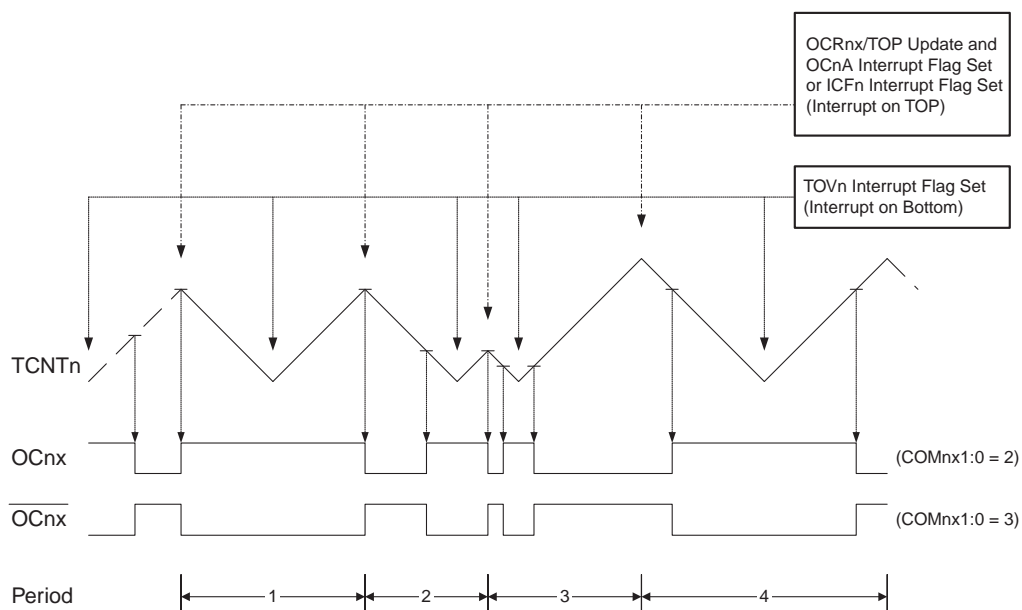 OCRnx/TOP Update and
OCnA Interrupt Flag Set
or ICFn Interrupt Flag Set
(Interrupt on TOP)
TOVn Interrupt Flag Set
(Interrupt on Bottom)
TCNTn
OCnx
(COMnx1:0 = 2)
OCnx
(COMnx1:0 = 3)
Period
1
2
3
4